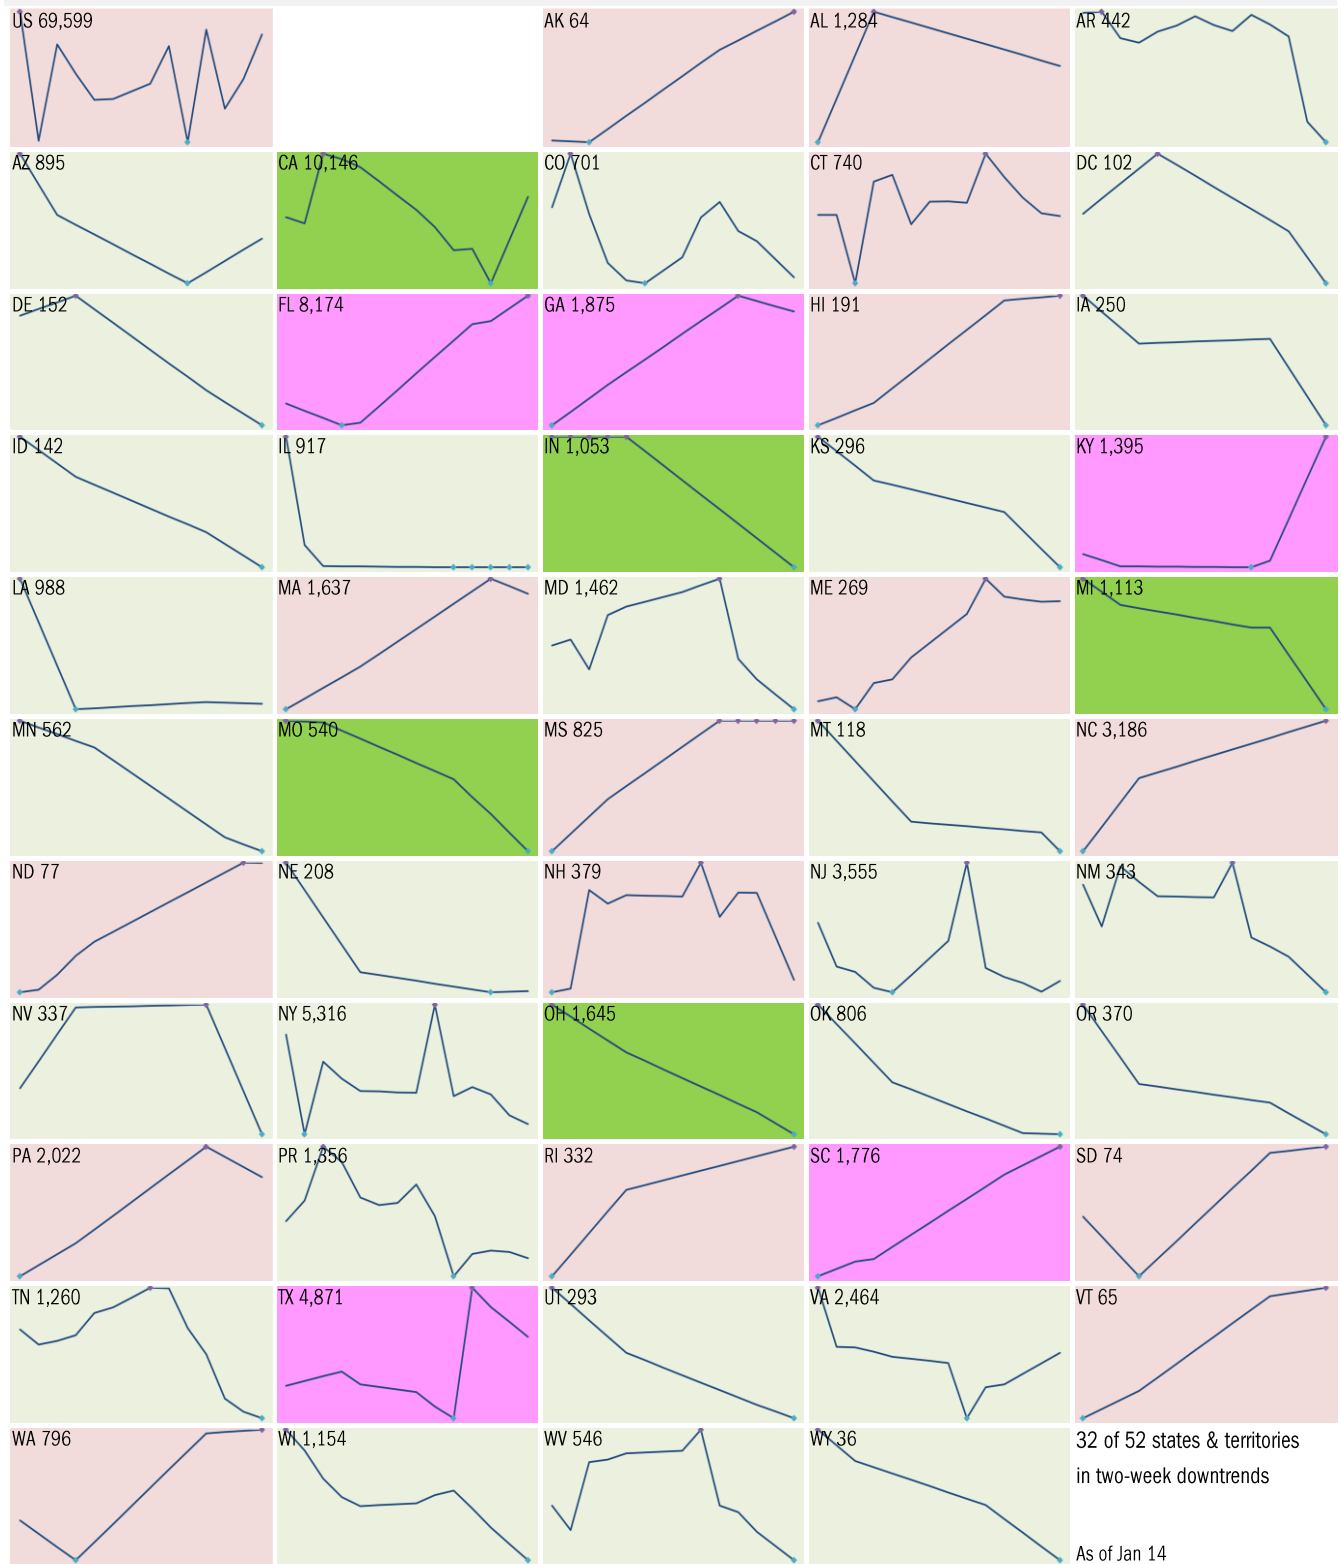 US 69,599
AK 64
AL 1,284
AR 442
AZ 895
CA 10,146
CO 701
CT 740
DC 102
DE 152
FL 8,174
GA 1,875
HI 191
IA 250
ID 142
IL 917
IN 1,053
KS 296
KY 1,395
LA 988
MA 1,637
MD 1,462
ME 269
MI 1,113
MN 562
MO 540
MS 825
MT 118
NC 3,186
ND 77
NE 208
NH 379
NJ 3,555
NM 343
NV 337
NY 5,316
OH 1,645
OK 806
OR 370
PA 2,022
PR 1,356
RI 332
SC 1,776
SD 74
TN 1,260
TX 4,871
UT 293
VA 2,464
VT 65
WA 796
WI 1,154
WV 546
WY 36
32 of 52 states & territories
in two-week downtrends
As of Jan 14